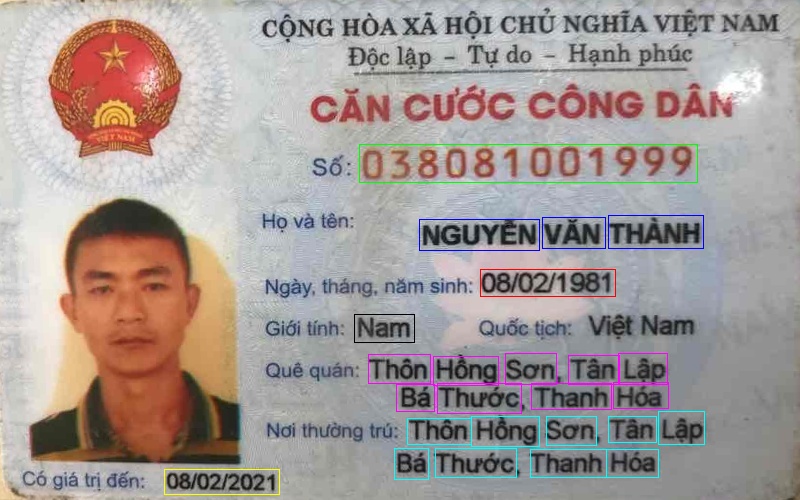 CỘNG HÒA XÃ HỘI CHỦ NGHĨA VIỆT NAM
Độc lập - Tự do - Hạnh phúc
CĂN CƯỚC CÔNG DÂN
Số: 038081001999
Họ và tên: NGUYỄN VĂN THÀNH
Ngày, tháng, năm sinh: 08/02/1981
Giới tính: Nam Quốc tịch: Việt Nam
Quê quán: Thôn Hồng Sơn, Tân Lập
Bá Thước, Thanh Hóa
Nơi thường trú: Thôn Hồng Sơn, Tân Lập
Bá Thước, Thanh Hóa
Có giá trị đến: 08/02/2021